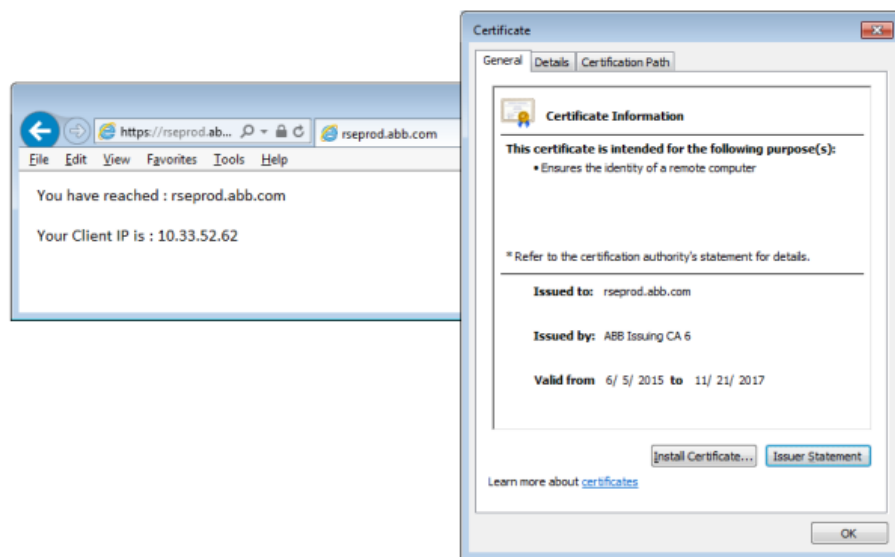 https://rseprod.ab...
rseprod.abb.com
File Edit View Favorites Tools Help
You have reached : rseprod.abb.com
Your Client IP is : 10.33.52.62
Certificate
General Details Certification Path
Certificate Information
This certificate is intended for the following purpose(s):
• Ensures the identity of a remote computer
* Refer to the certification authority's statement for details.
Issued to: rseprod.abb.com
Issued by: ABB Issuing CA 6
Valid from 6/ 5/ 2015 to 11/ 21/ 2017
Install Certificate... Issuer Statement
Learn more about certificates
OK